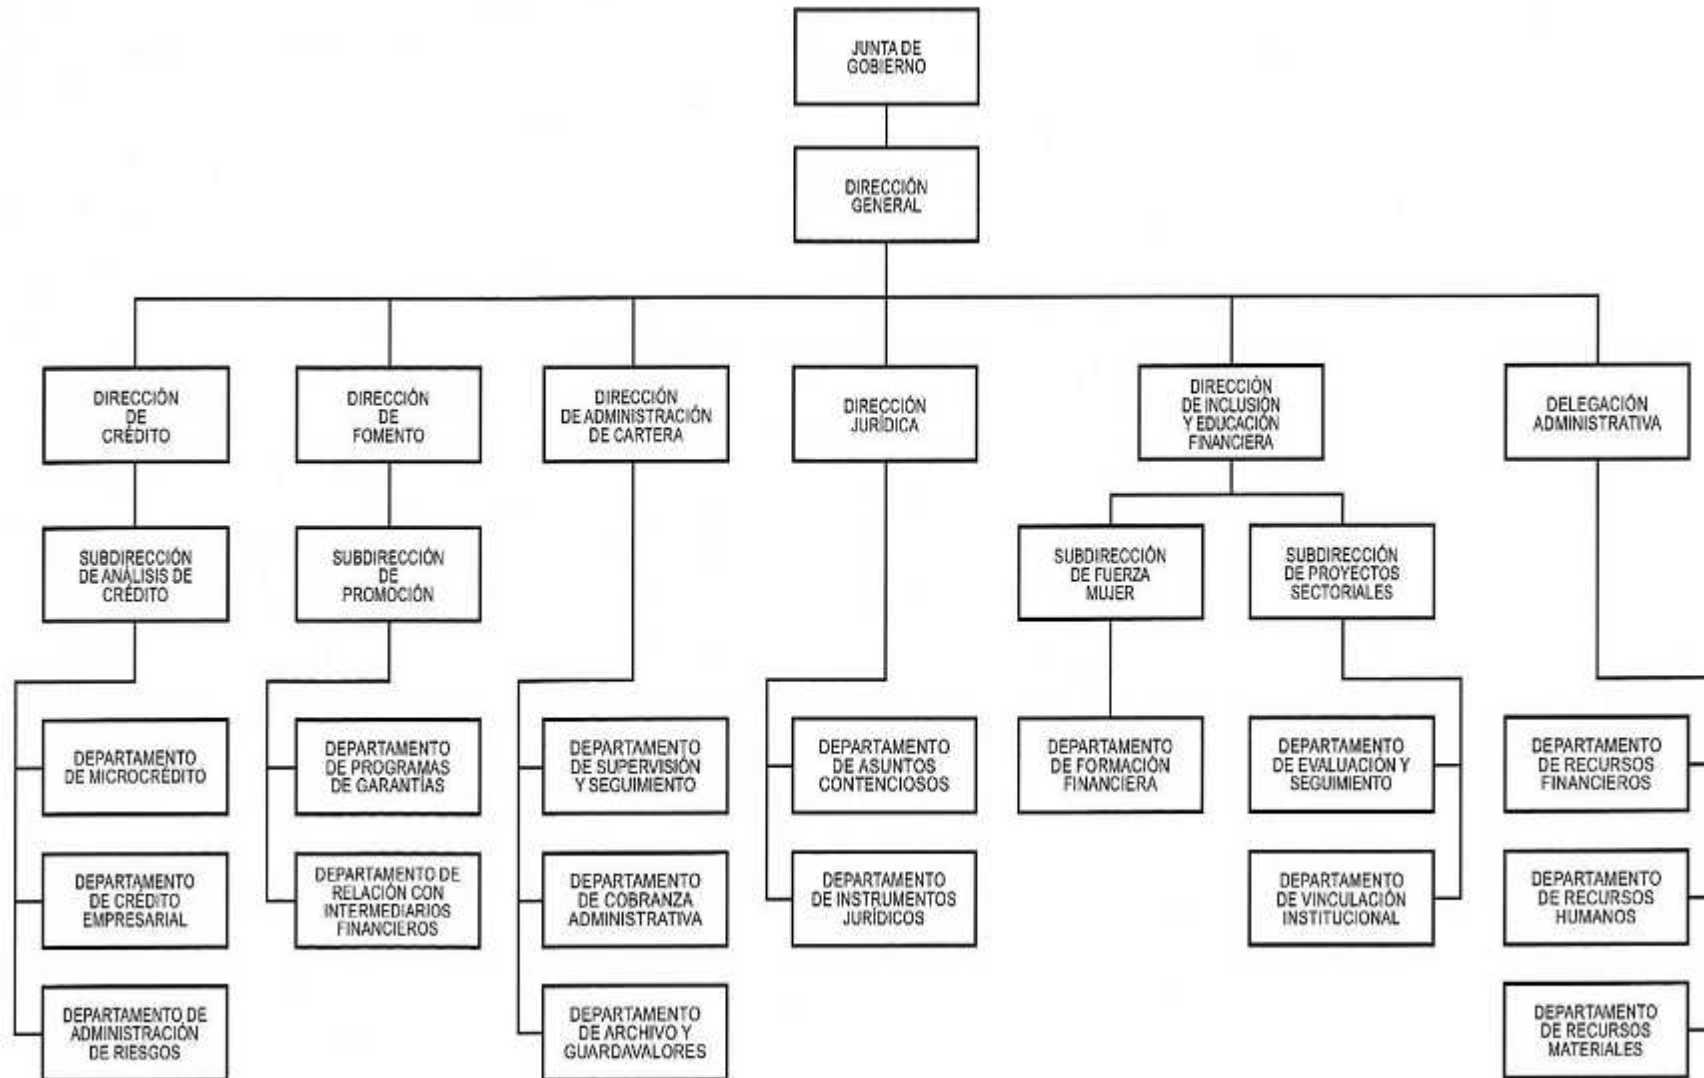 JUNTA DE
GOBIERNO
DIRECCIÓN
GENERAL
DIRECCIÓN
DE
CRÉDITO
DIRECCIÓN
DE
FOMENTO
DIRECCIÓN
DE ADMINISTRACIÓN
DE CARTERA
DIRECCIÓN
JURÍDICA
DIRECCIÓN
DE INCLUSIÓN
Y EDUCACIÓN
FINANCIERA
DELEGACIÓN
ADMINISTRATIVA
SUBDIRECCIÓN
DE ANÁLISIS DE
CRÉDITO
SUBDIRECCIÓN
DE
PROMOCIÓN
SUBDIRECCIÓN
DE FUERZA
MUJER
SUBDIRECCIÓN
DE PROYECTOS
SECTORIALES
DEPARTAMENTO
DE MICROCRÉDITO
DEPARTAMENTO
DE PROGRAMAS
DE GARANTÍAS
DEPARTAMENTO
DE SUPERVISIÓN
Y SEGUIMIENTO
DEPARTAMENTO
DE ASUNTOS
CONTENCIOSOS
DEPARTAMENTO
DE FORMACIÓN
FINANCIERA
DEPARTAMENTO
DE EVALUACIÓN Y
SEGUIMIENTO
DEPARTAMENTO
DE RECURSOS
FINANCIEROS
DEPARTAMENTO
DE CRÉDITO
EMPRESARIAL
DEPARTAMENTO DE
RELACIÓN CON
INTERMEDIARIOS
FINANCIEROS
DEPARTAMENTO
DE COBRANZA
ADMINISTRATIVA
DEPARTAMENTO
DE INSTRUMENTOS
JURÍDICOS
DEPARTAMENTO
DE VINCULACIÓN
INSTITUCIONAL
DEPARTAMENTO
DE RECURSOS
HUMANOS
DEPARTAMENTO DE
ADMINISTRACIÓN
DE RIESGOS
DEPARTAMENTO
DE ARCHIVO Y
GUARDAVALORES
DEPARTAMENTO
DE RECURSOS
MATERIALES